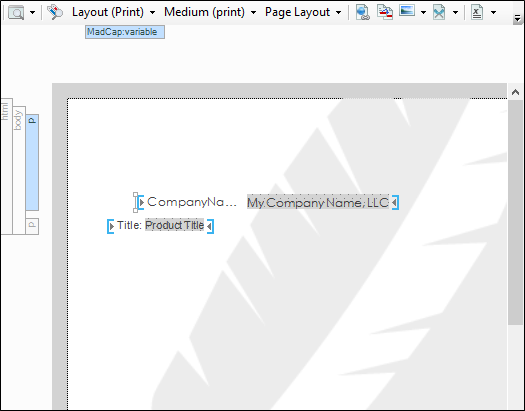 Layout (Print) Medium (print) Page Layout
MadCap:variable
html
body
P
P
CompanyNa... My Company Name, LLC
Title: Product Title